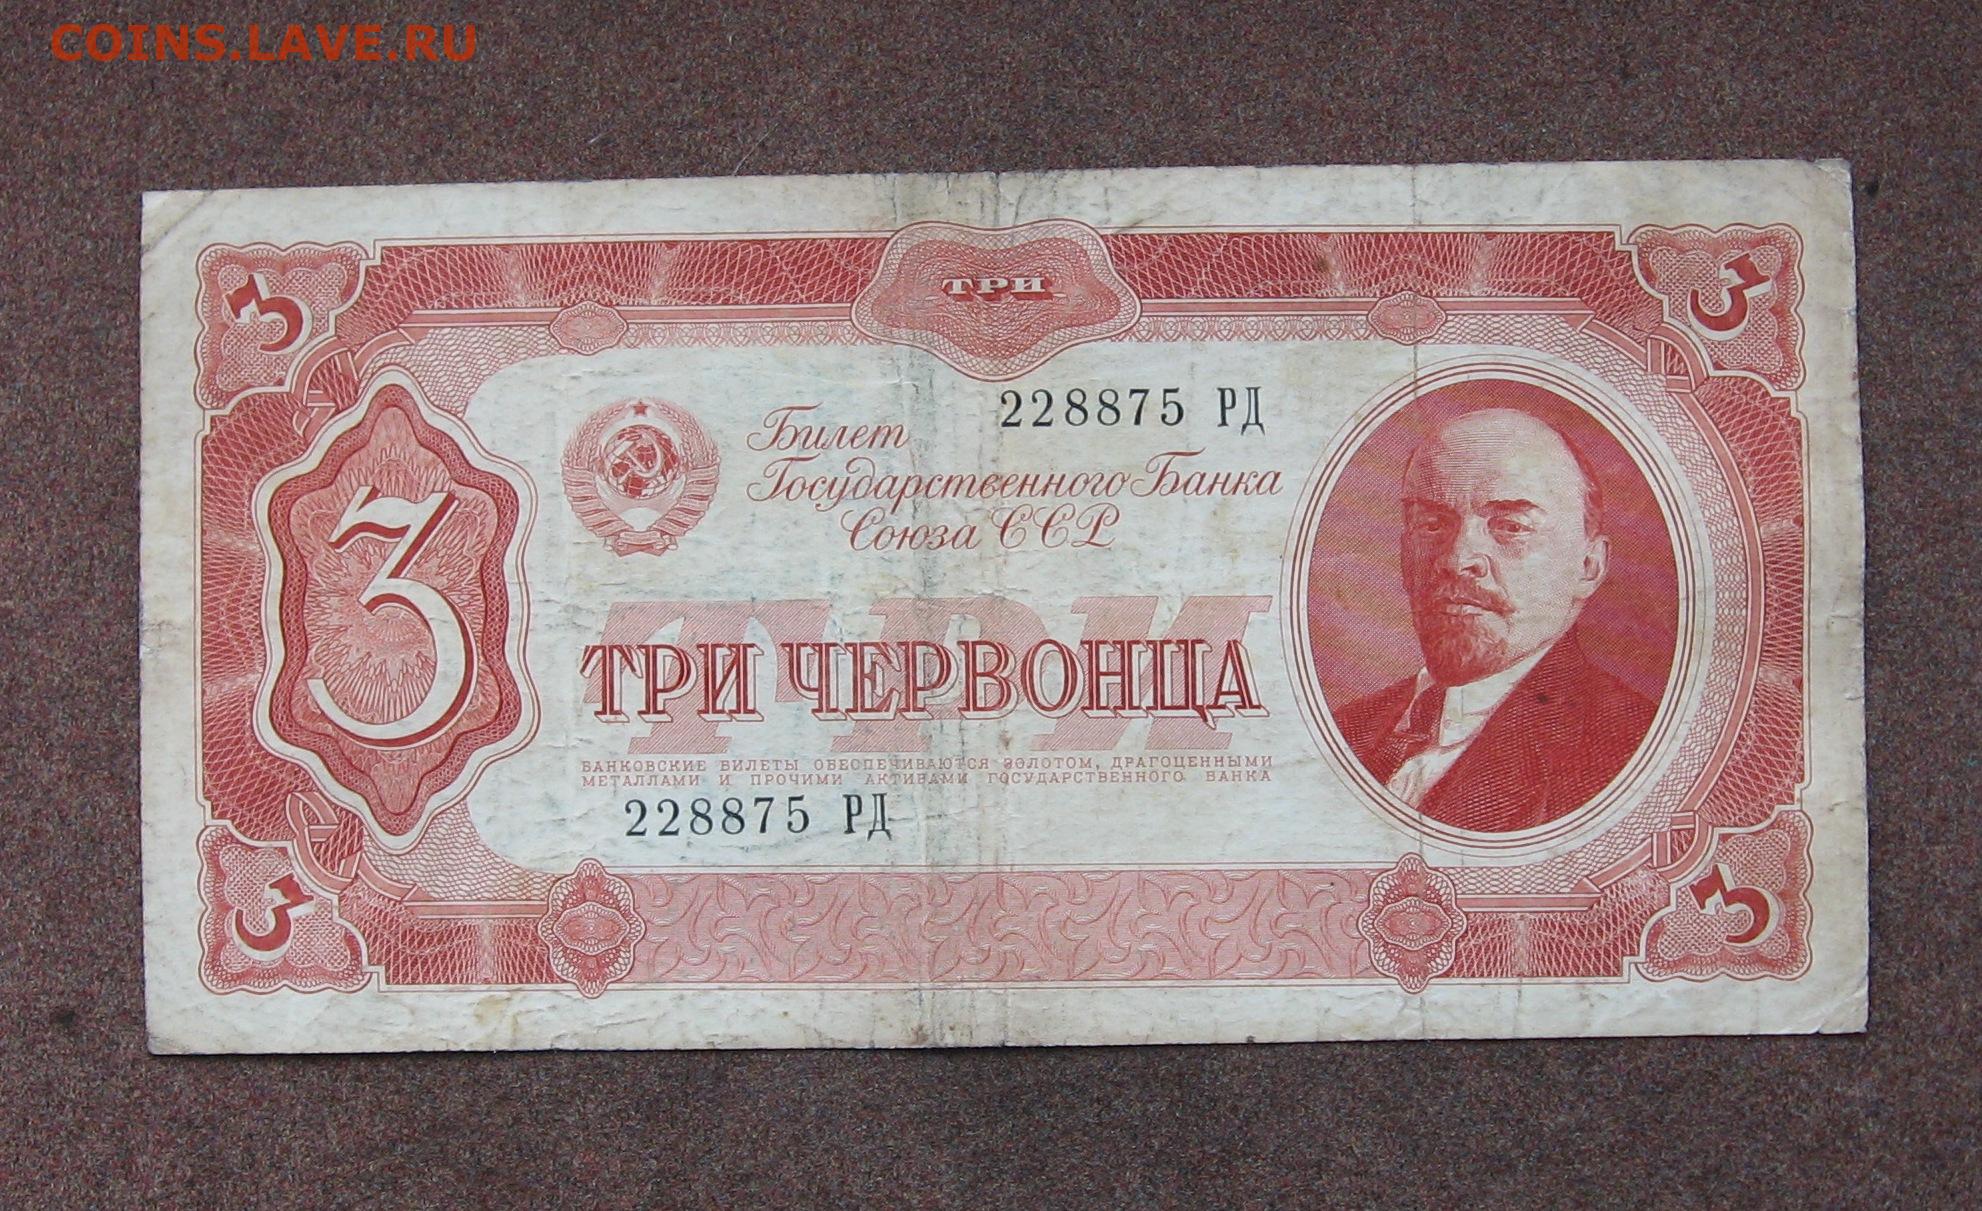 COINS.LAVE.RU
3
ТРИ
3
228875 РД
Билет
Государственного Банка
Союза ССР
3
ТРИ
ТРИ ЧЕРВОНЦА
БАНКОВСКИЕ БИЛЕТЫ ОБЕСПЕЧИВАЮТСЯ ЗОЛОТОМ, ДРАГОЦЕННЫМИ
МЕТАЛЛАМИ И ПРОЧИМИ АКТИВАМИ ГОСУДАРСТВЕННОГО БАНКА
228875 РД
3
3